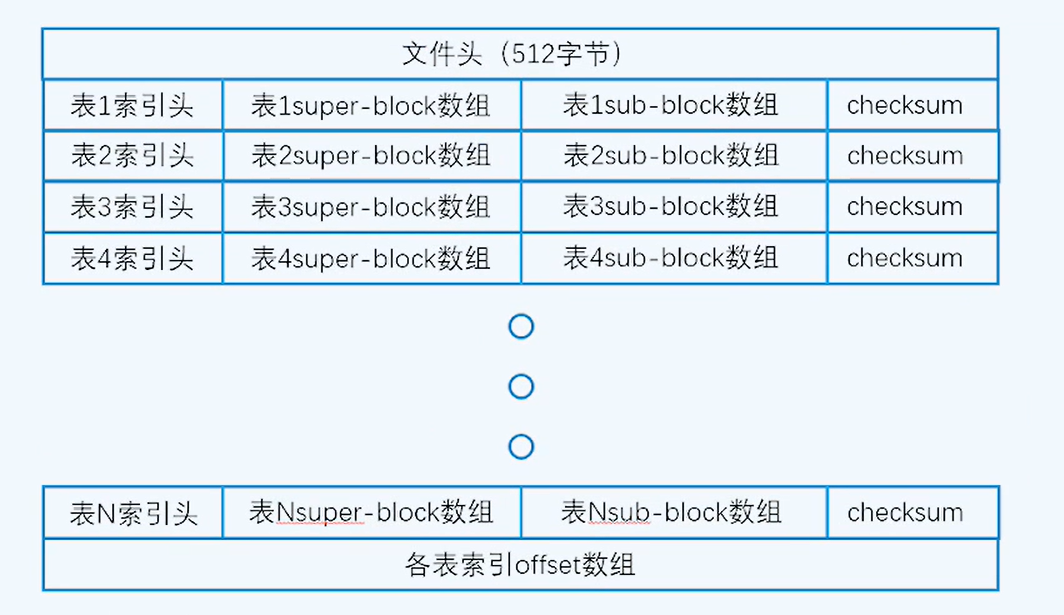 文件头（512字节）
表1索引头 表1super-block数组 表1sub-block数组 checksum
表2索引头 表2super-block数组 表2sub-block数组 checksum
表3索引头 表3super-block数组 表3sub-block数组 checksum
表4索引头 表4super-block数组 表4sub-block数组 checksum
表N索引头 表Nsuper-block数组 表Nsub-block数组 checksum
各表索引offset数组